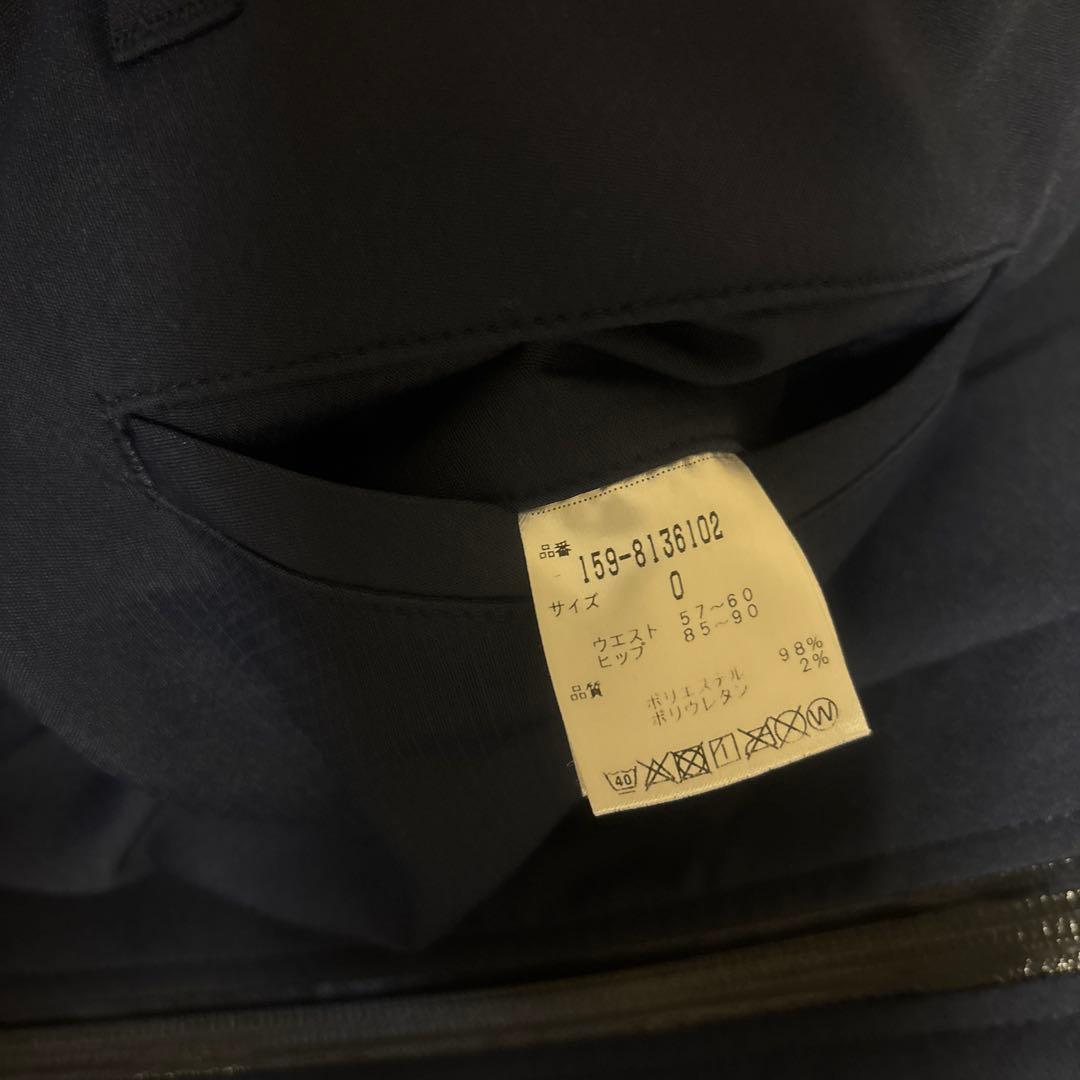 品番 159-8136102
サイズ 0
ウエスト 57～60
ヒップ 85～90
品質 ポリエステル 98%
ポリウレタン 2%
40 1 W